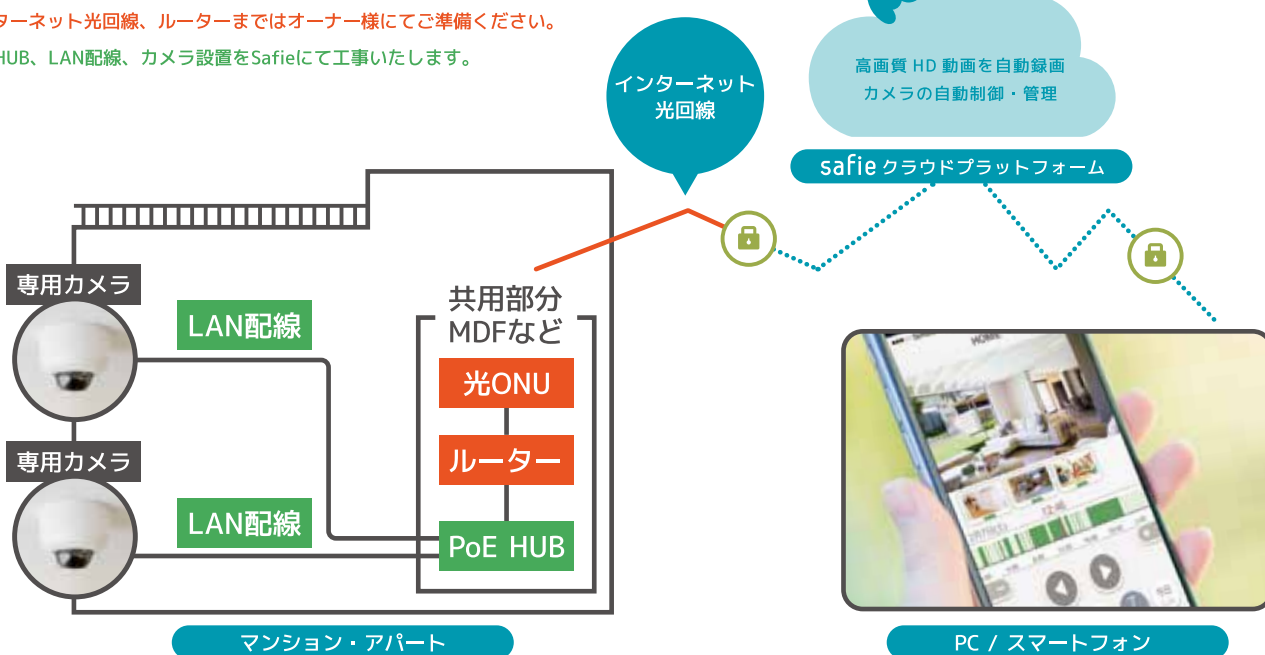 ターネット光回線、ルーターまではオーナー様にてご準備ください。
HUB、LAN配線、カメラ設置をSafieにて工事いたします。
インターネット
光回線
高画質 HD 動画を自動録画
カメラの自動制御・管理
safie クラウドプラットフォーム
専用カメラ
LAN配線
共用部分
MDFなど
光ONU
ルーター
専用カメラ
LAN配線
PoE HUB
HOME
12:46
マンション・アパート
PC / スマートフォン